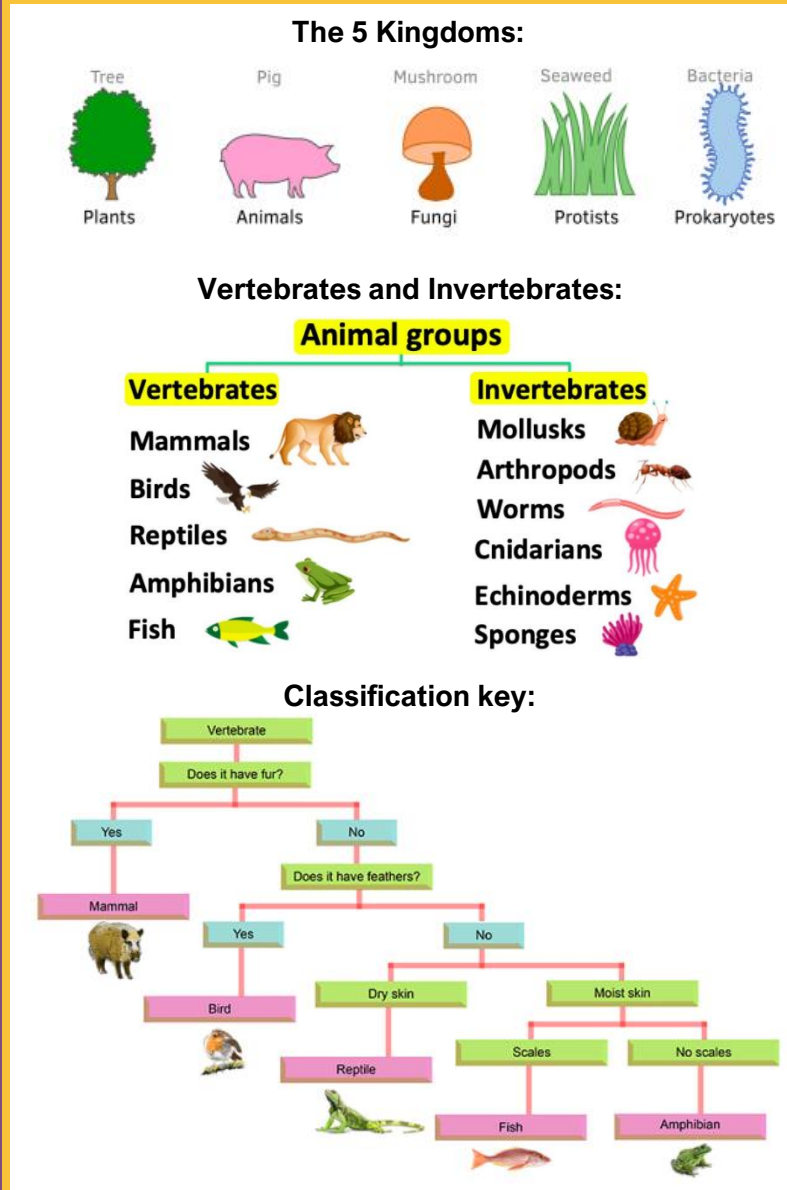 The 5 Kingdoms:
Tree Pig Mushroom Seaweed Bacteria
Plants Animals Fungi Protists Prokaryotes
Vertebrates and Invertebrates:
Animal groups
Vertebrates
Mammals
Birds
Reptiles
Amphibians
Fish
Invertebrates
Mollusks
Arthropods
Worms
Cnidarians
Echinoderms
Sponges
Classification key:
Vertebrate
Does it have fur?
Yes No
Does it have feathers?
Mammal
Yes No
Dry skin Moist skin
Bird
Scales No scales
Reptile
Fish Amphibian